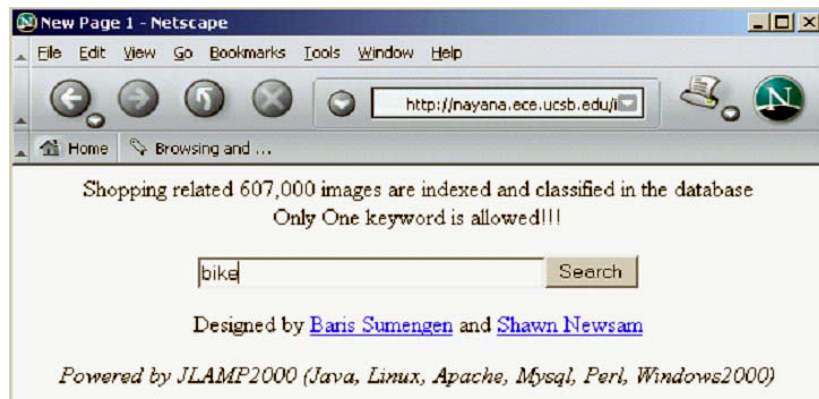 New Page 1 - Netscape
File Edit View Go Bookmarks Tools Window Help
http://nayana.ece.ucsb.edu/i
N
Home Browsing and ...
Shopping related 607,000 images are indexed and classified in the database
Only One keyword is allowed!!!
bike Search
Designed by Baris Sumengen and Shawn Newsam
Powered by JLAMP2000 (Java, Linux, Apache, Mysql, Perl, Windows2000)